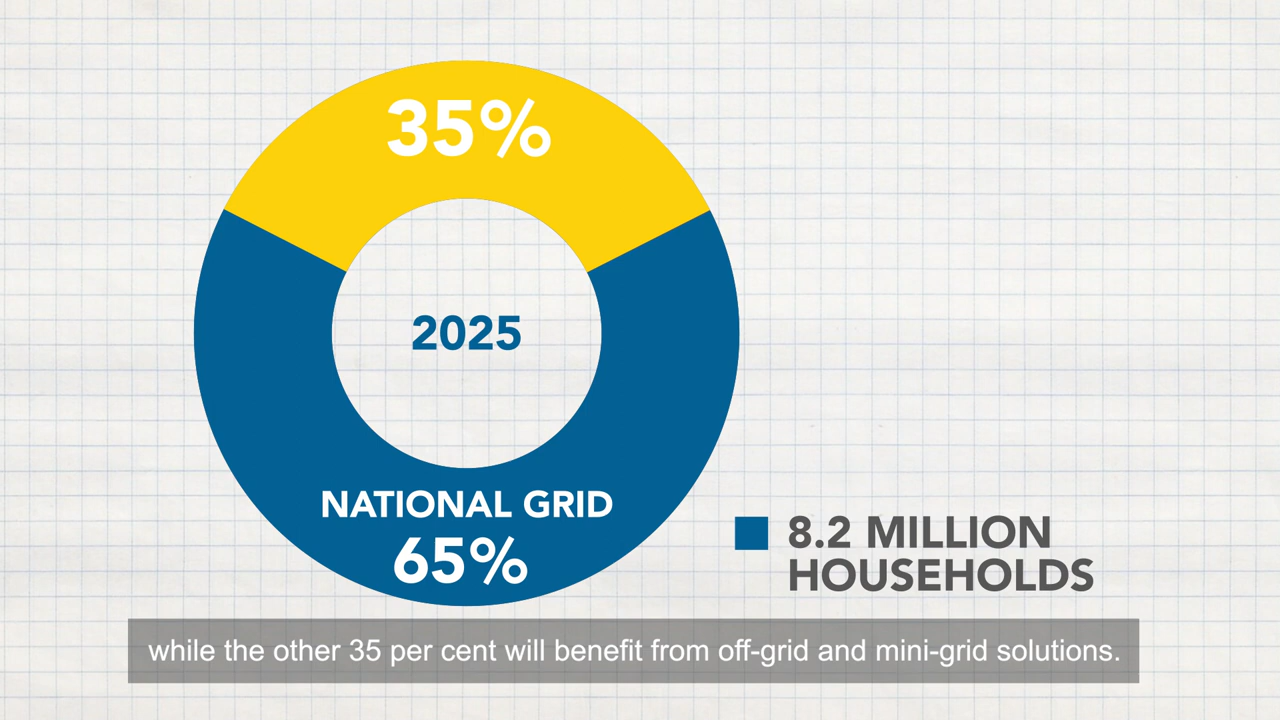 35%
2025
NATIONAL GRID
65%
8.2 MILLION
HOUSEHOLDS
while the other 35 per cent will benefit from off-grid and mini-grid solutions.